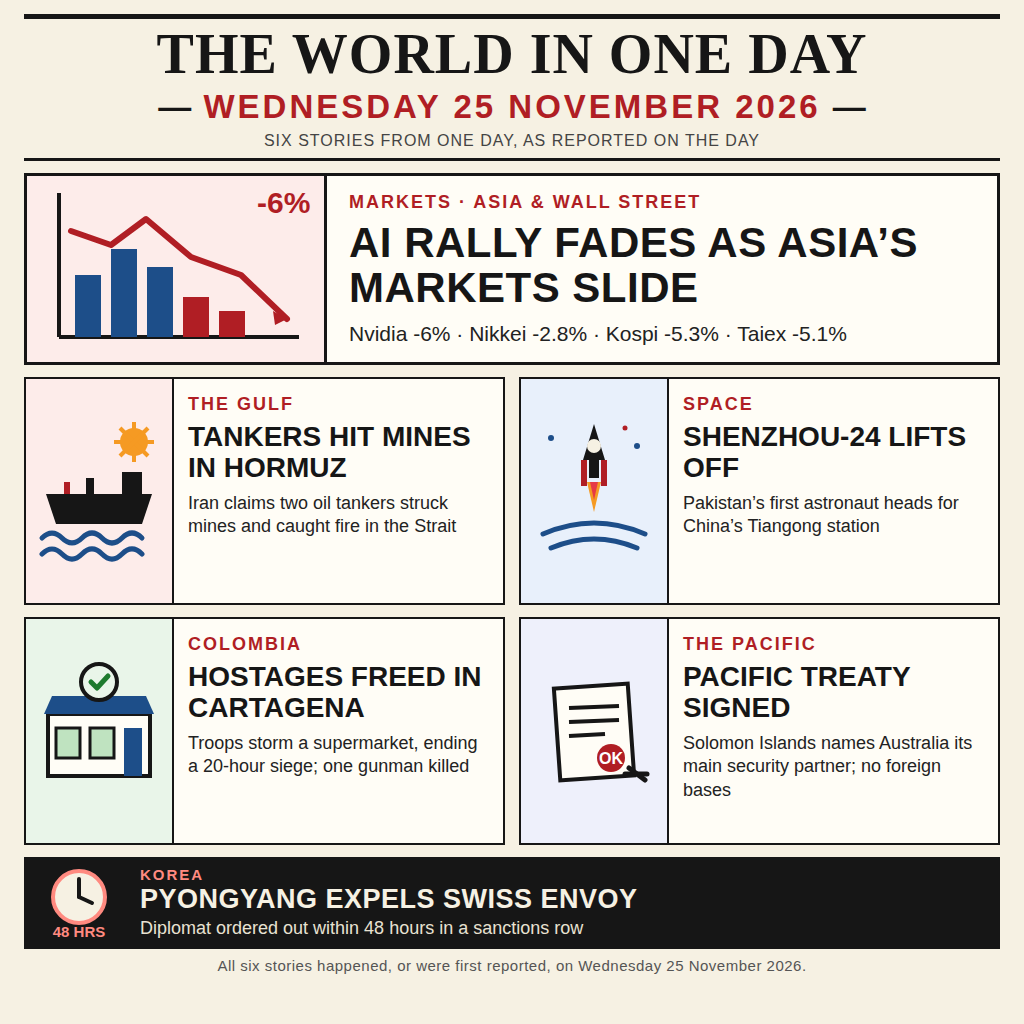 THE WORLD IN ONE DAY
— WEDNESDAY 25 NOVEMBER 2026 —
SIX STORIES FROM ONE DAY, AS REPORTED ON THE DAY
-6%
MARKETS · ASIA & WALL STREET
AI RALLY FADES AS ASIA’S
MARKETS SLIDE
Nvidia -6% · Nikkei -2.8% · Kospi -5.3% · Taiex -5.1%
THE GULF
TANKERS HIT MINES
IN HORMUZ
Iran claims two oil tankers struck
mines and caught fire in the Strait
SPACE
SHENZHOU-24 LIFTS
OFF
Pakistan’s first astronaut heads for
China’s Tiangong station
COLOMBIA
HOSTAGES FREED IN
CARTAGENA
Troops storm a supermarket, ending
a 20-hour siege; one gunman killed
OK
THE PACIFIC
PACIFIC TREATY
SIGNED
Solomon Islands names Australia its
main security partner; no foreign
bases
48 HRS
KOREA
PYONGYANG EXPELS SWISS ENVOY
Diplomat ordered out within 48 hours in a sanctions row
All six stories happened, or were first reported, on Wednesday 25 November 2026.